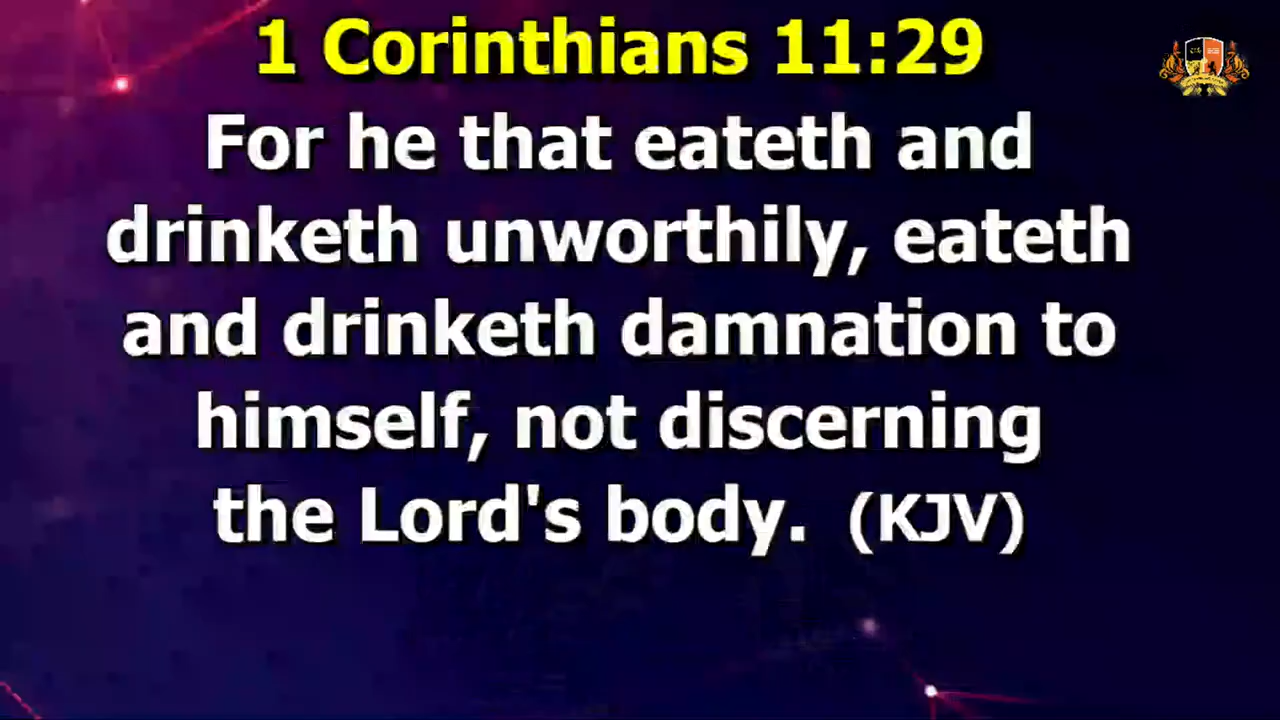 1 Corinthians 11:29
For he that eateth and
drinketh unworthily, eateth
and drinketh damnation to
himself, not discerning
the Lord's body. (KJV)